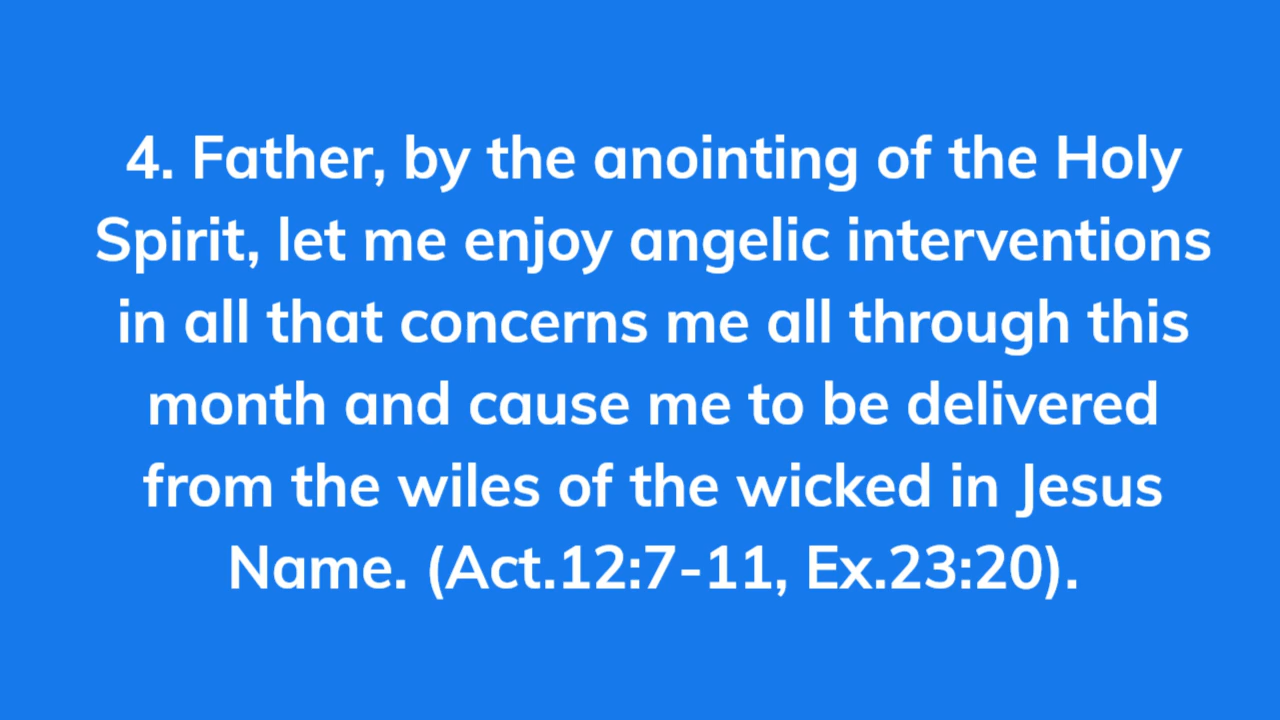 4. Father, by the anointing of the Holy
Spirit, let me enjoy angelic interventions
in all that concerns me all through this
month and cause me to be delivered
from the wiles of the wicked in Jesus
Name. (Act.12:7-11, Ex.23:20).